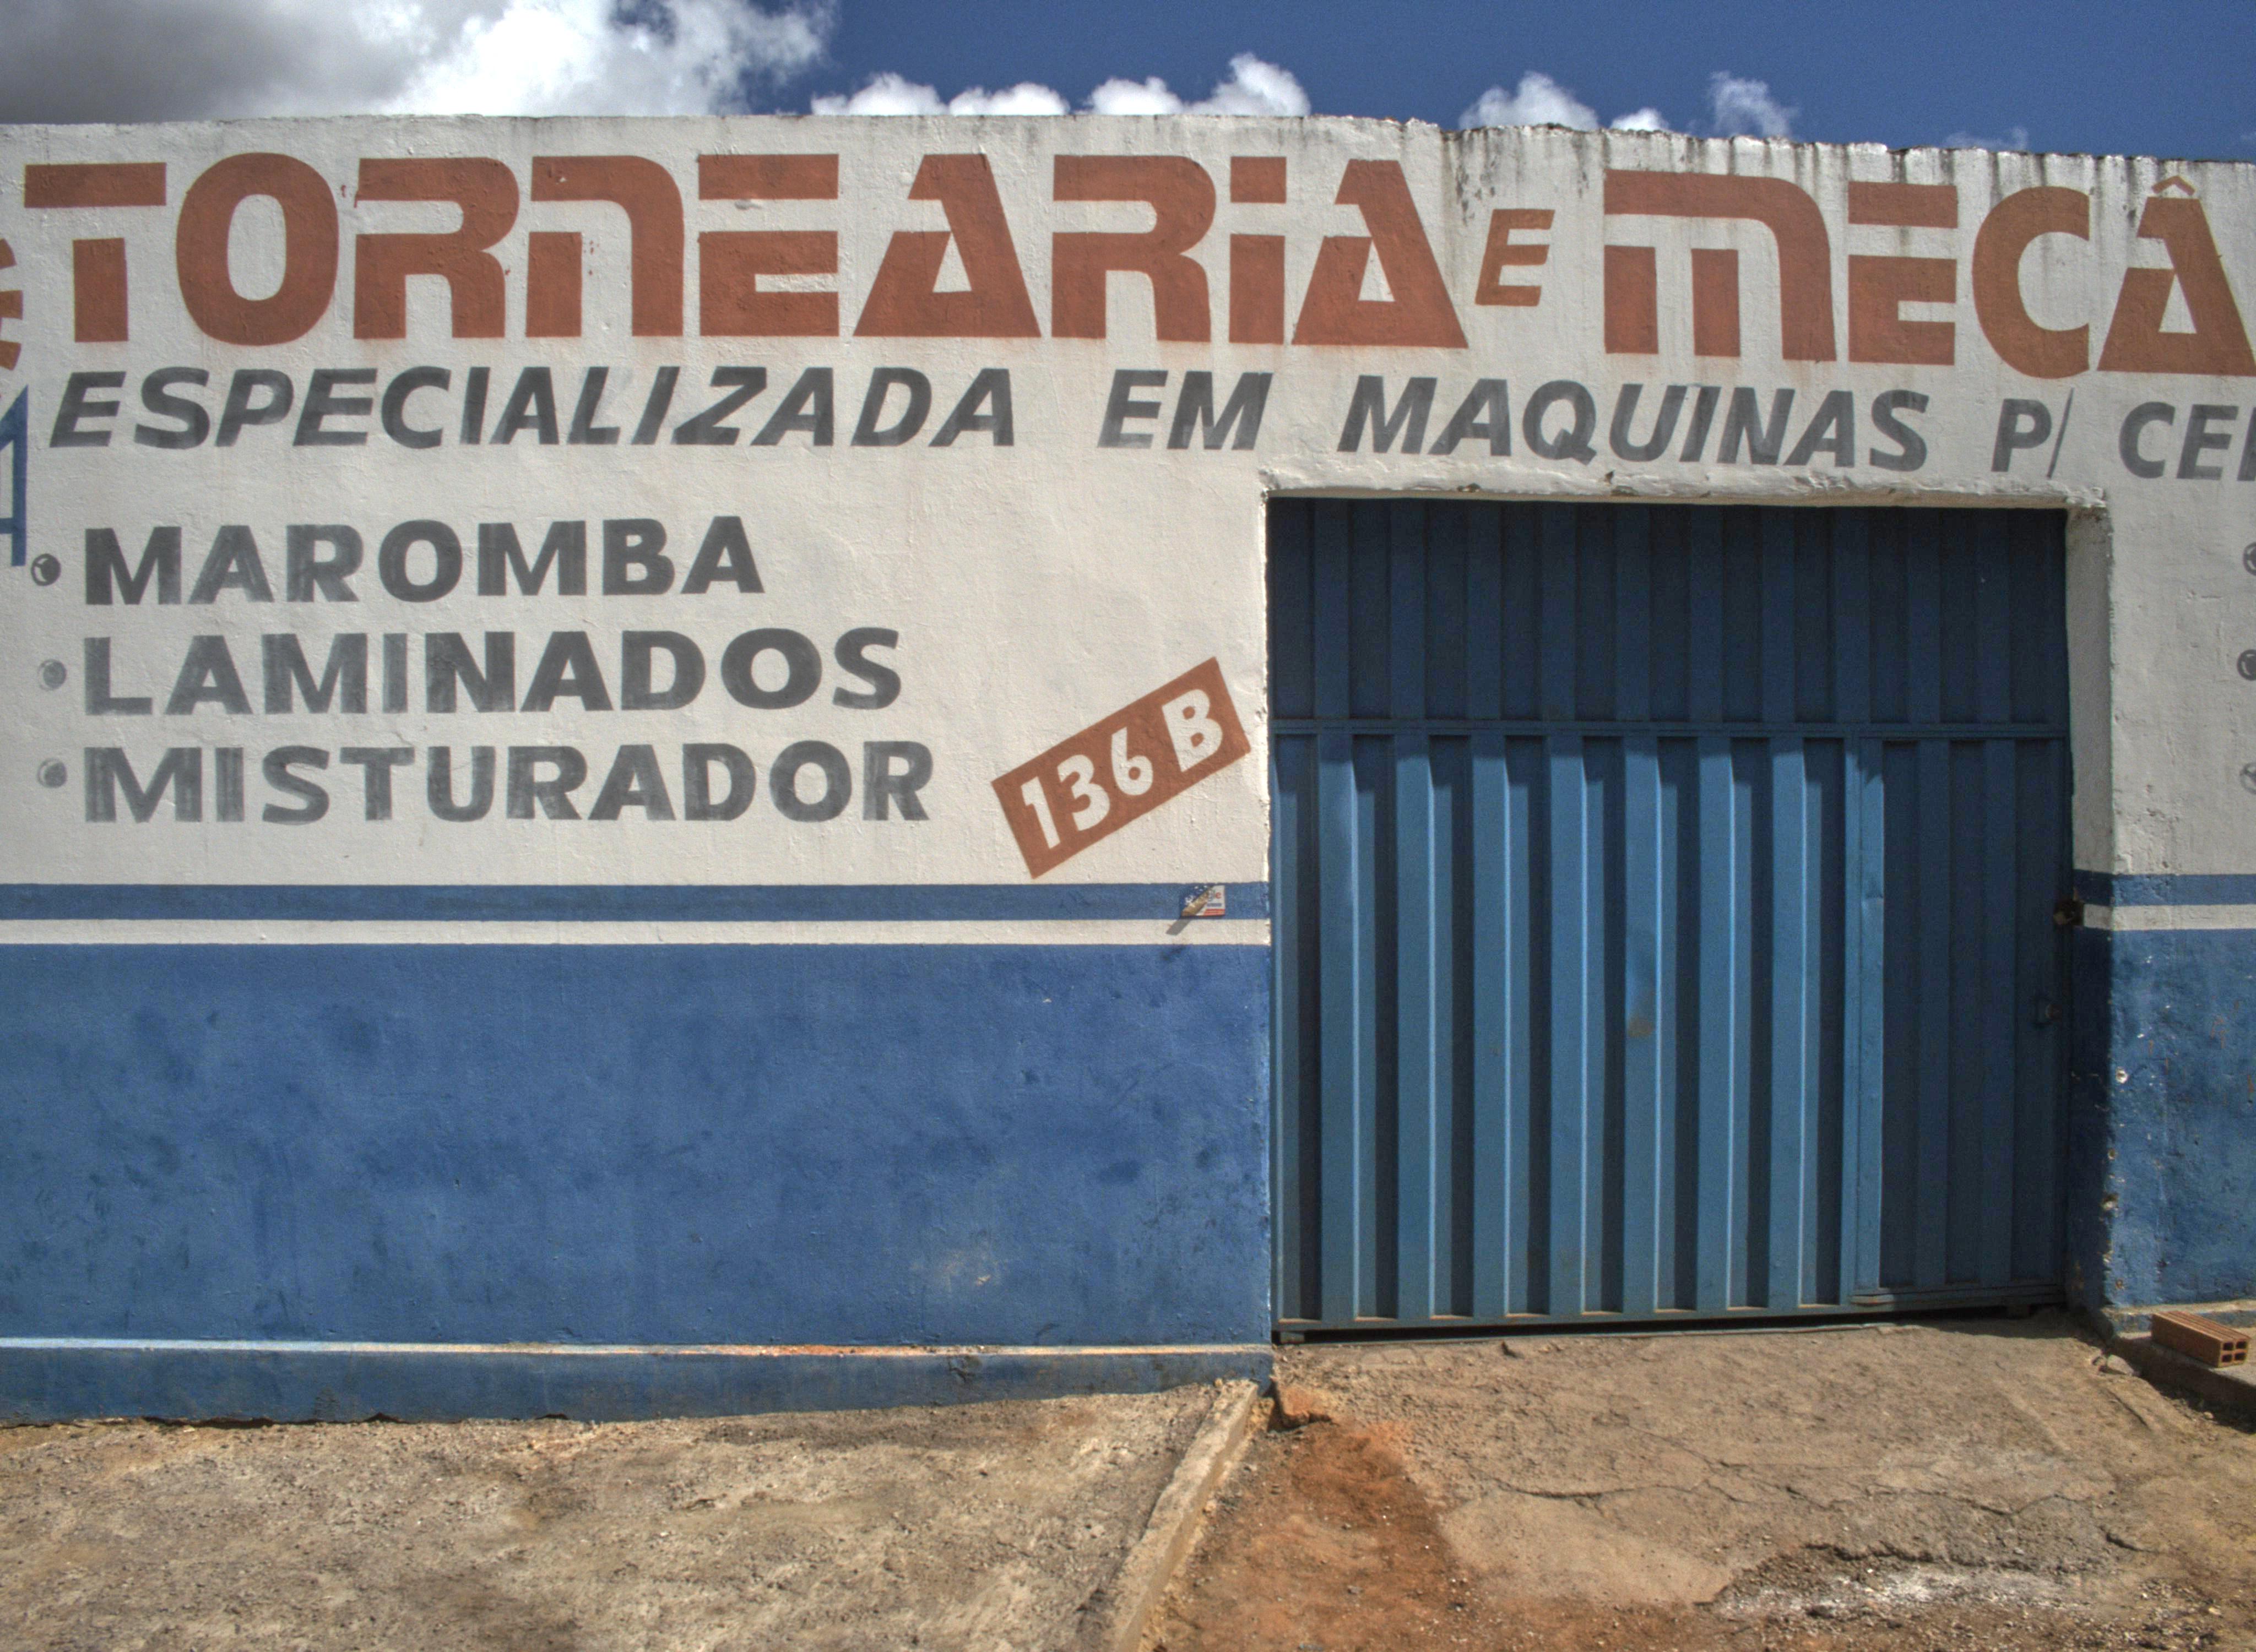 TORNEARIA E MECÂ
ESPECIALIZADA EM MAQUINAS P/ CE
MAROMBA
LAMINADOS
MISTURADOR
136 B